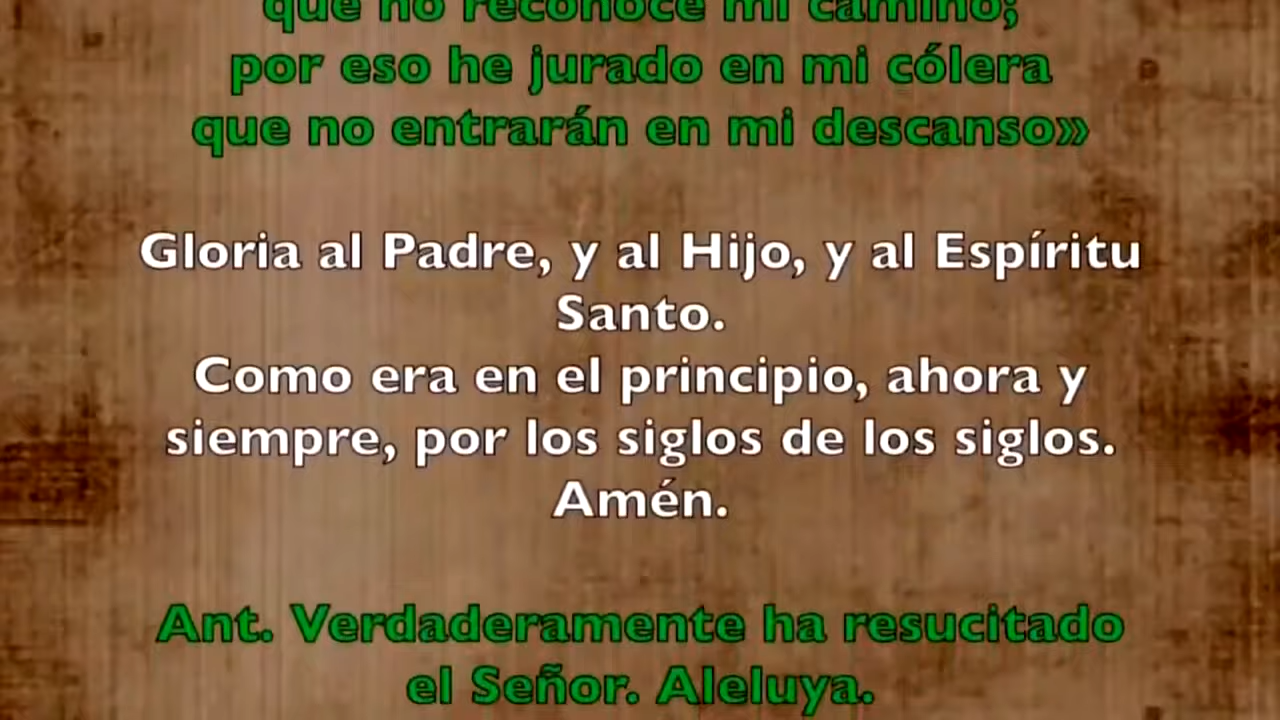 que no reconoce mi camino;
por eso he jurado en mi cólera
que no entrarán en mi descanso»
Gloria al Padre, y al Hijo, y al Espíritu
Santo.
Como era en el principio, ahora y
siempre, por los siglos de los siglos.
Amén.
Ant. Verdaderamente ha resucitado
el Señor. Aleluya.